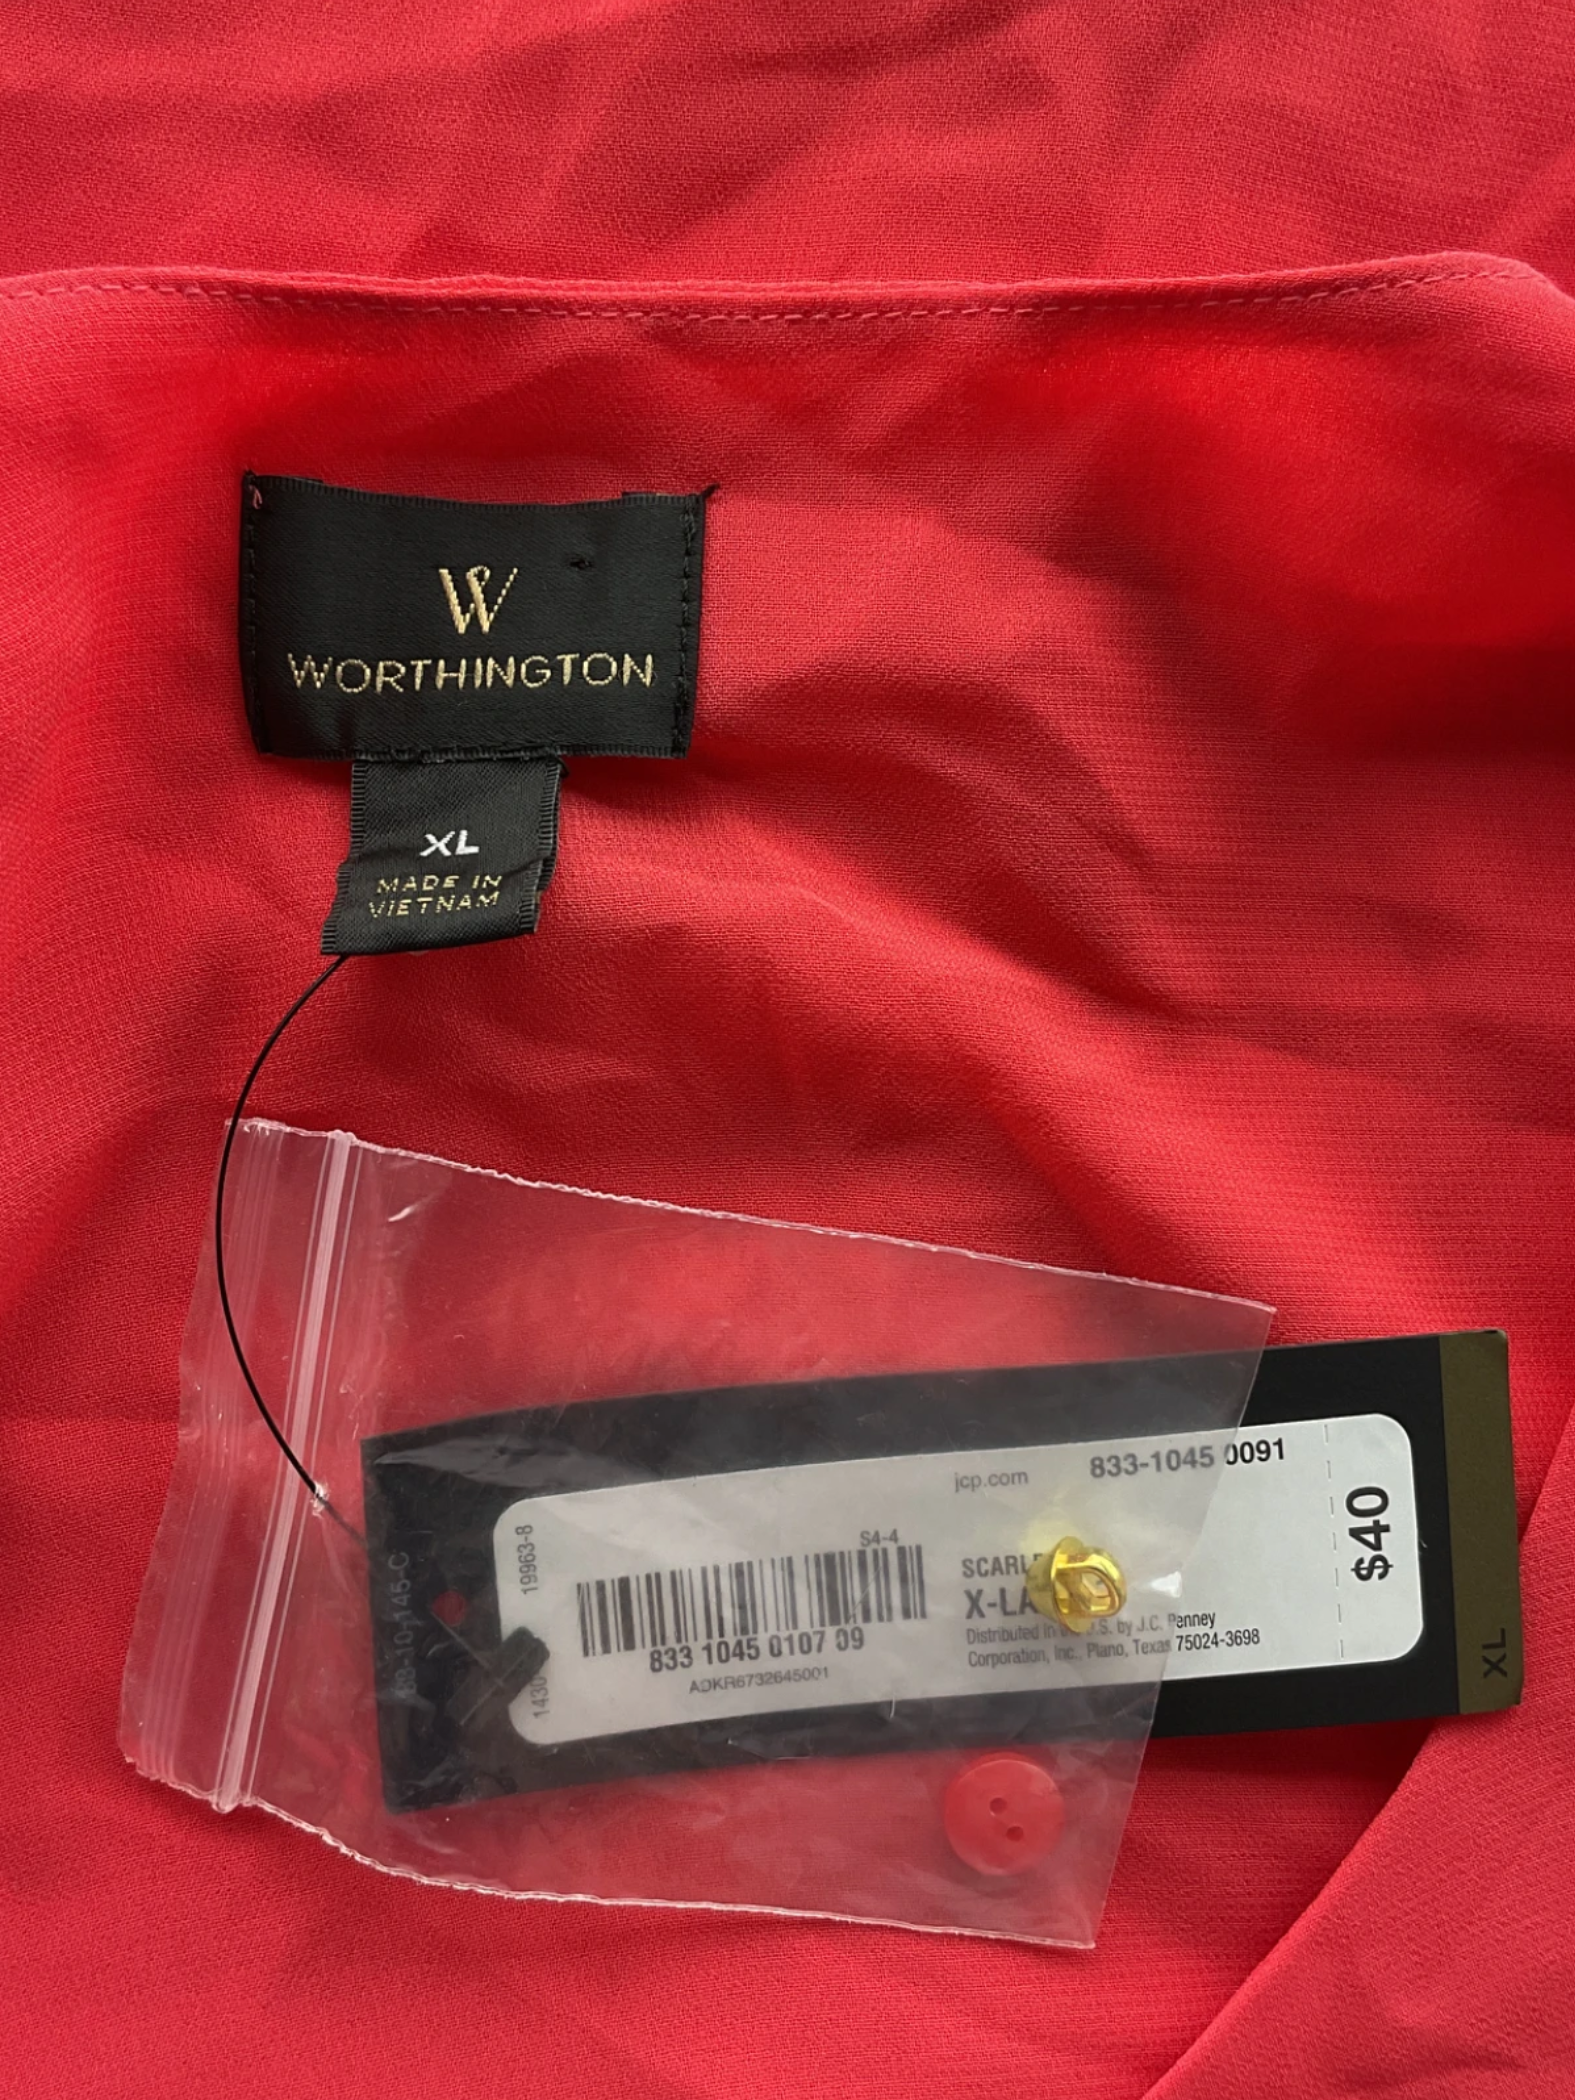 W
WORTHINGTON
XL
MADE IN
VIETNAM
jcp.com
833-1045 0091
$40
19963-8
S4-4
833 1045 0107 09
X-LA
Distributed in U.S. by J.C. Penney
Corporation, Inc., Plano, Texas 75024-3698
XL